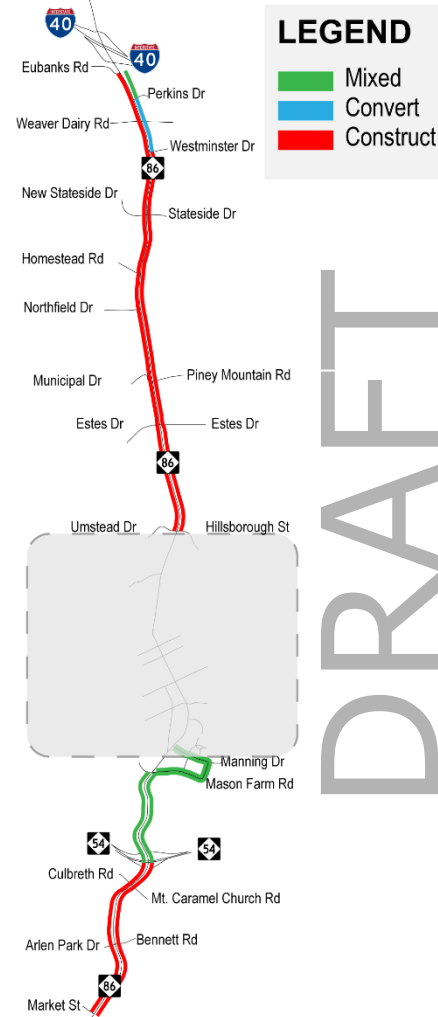 LEGEND
Mixed
Convert
Construct
INTERSTATE
40
INTERSTATE
40
Eubanks Rd
Perkins Dr
Weaver Dairy Rd
Westminster Dr
86
New Stateside Dr
Stateside Dr
Homestead Rd
Northfield Dr
Municipal Dr
Piney Mountain Rd
Estes Dr
Estes Dr
86
Umstead Dr
Hillsborough St
Manning Dr
Mason Farm Rd
54
54
Culbreth Rd
Mt. Caramel Church Rd
Arlen Park Dr
Bennett Rd
86
Market St
DRAFT